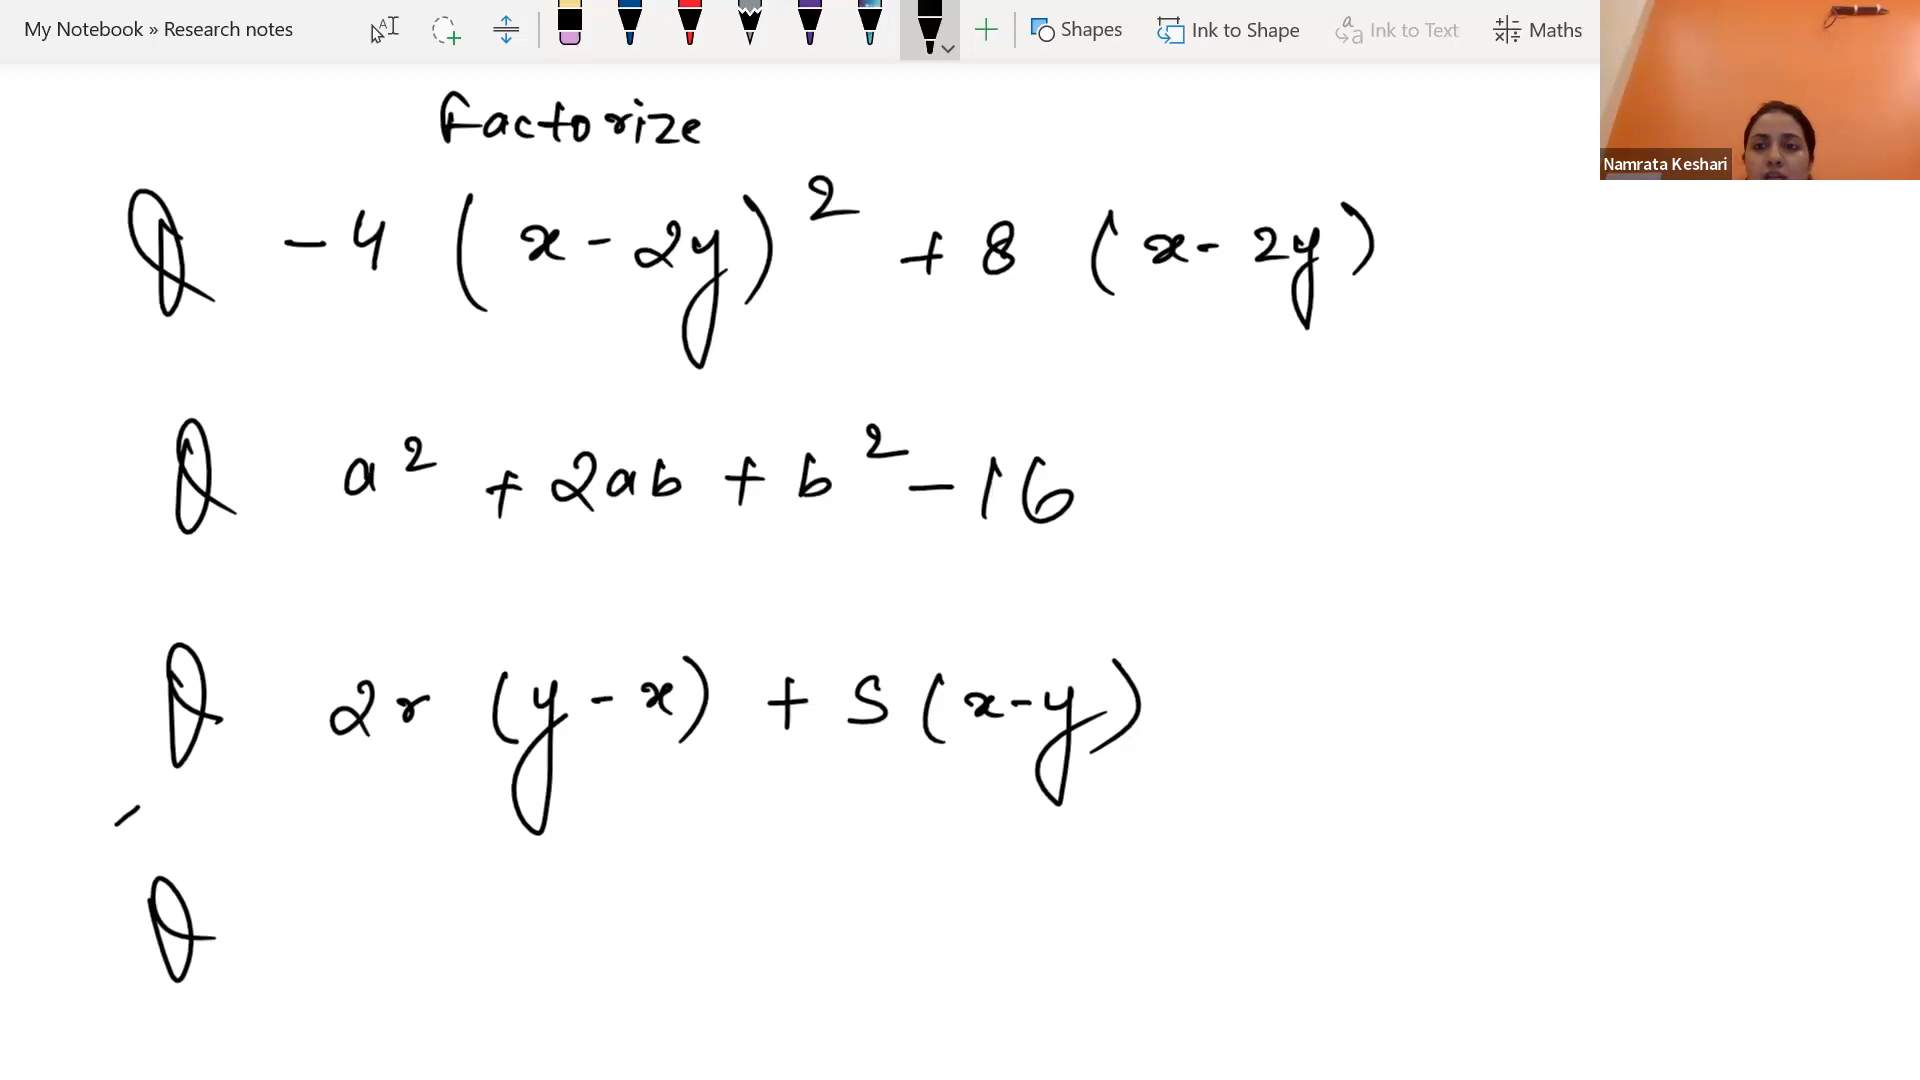 My Notebook » Research notes
Shapes
Ink to Shape
Ink to Text
Maths
Namrata Keshari
Factorize
Q - 4 (x - 2y)² + 8 (x - 2y)
Q a² + 2ab + b² - 16
Q 2r (y - x) + S (x - y)
Q